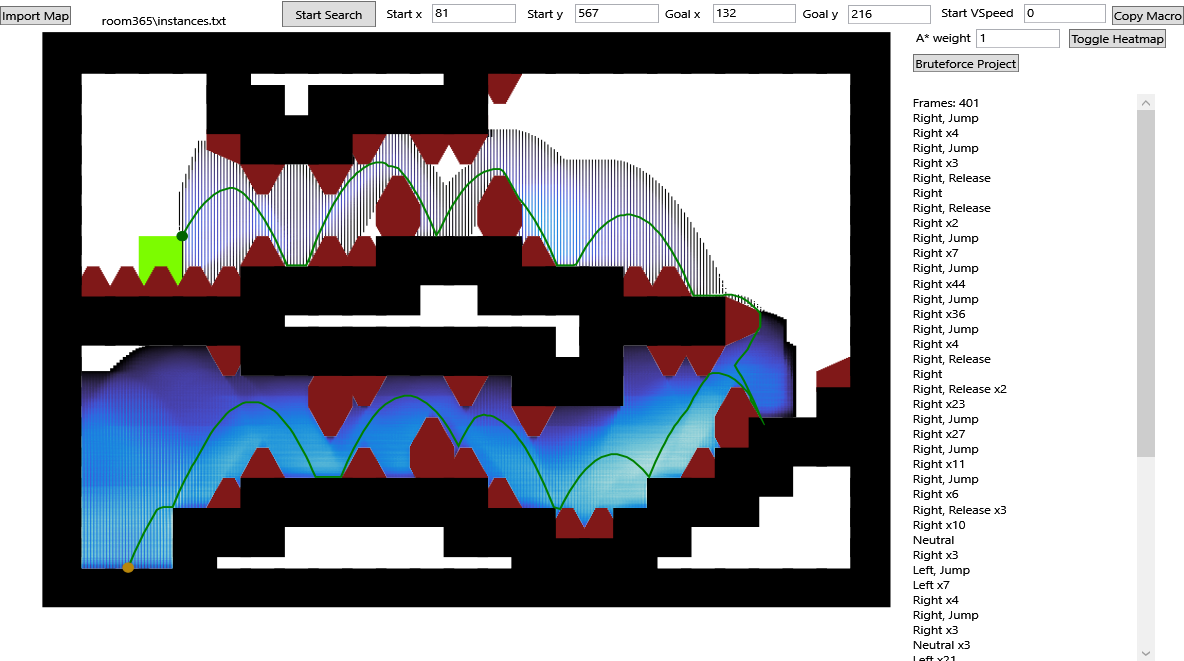 Import Map
room365\instances.txt
Start Search
Start x 81
Start y 567
Goal x 132
Goal y 216
Start VSpeed 0
Copy Macro
A* weight 1
Toggle Heatmap
Bruteforce Project
Frames: 401
Right, Jump
Right x4
Right, Jump
Right x3
Right, Release
Right
Right, Release
Right x2
Right, Jump
Right x7
Right, Jump
Right x44
Right, Jump
Right x36
Right, Jump
Right x4
Right, Release
Right
Right, Release x2
Right x23
Right, Jump
Right x27
Right, Jump
Right x11
Right, Jump
Right x6
Right, Release x3
Right x10
Neutral
Right x3
Left, Jump
Left x7
Right x4
Right, Jump
Right x3
Neutral x3
Left x21